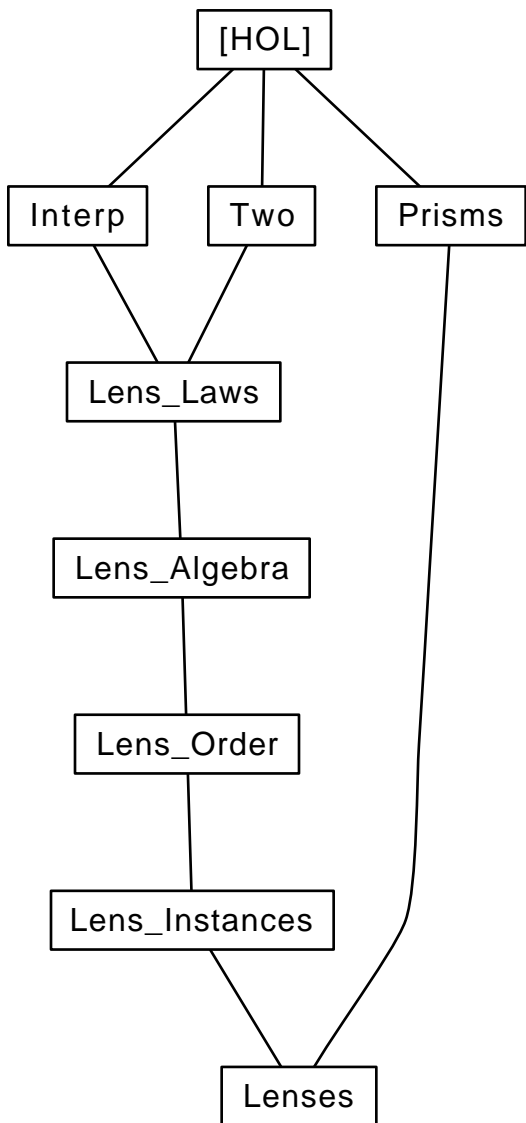 [HOL]
Interp
Two
Prisms
Lens_Laws
Lens_Algebra
Lens_Order
Lens_Instances
Lenses